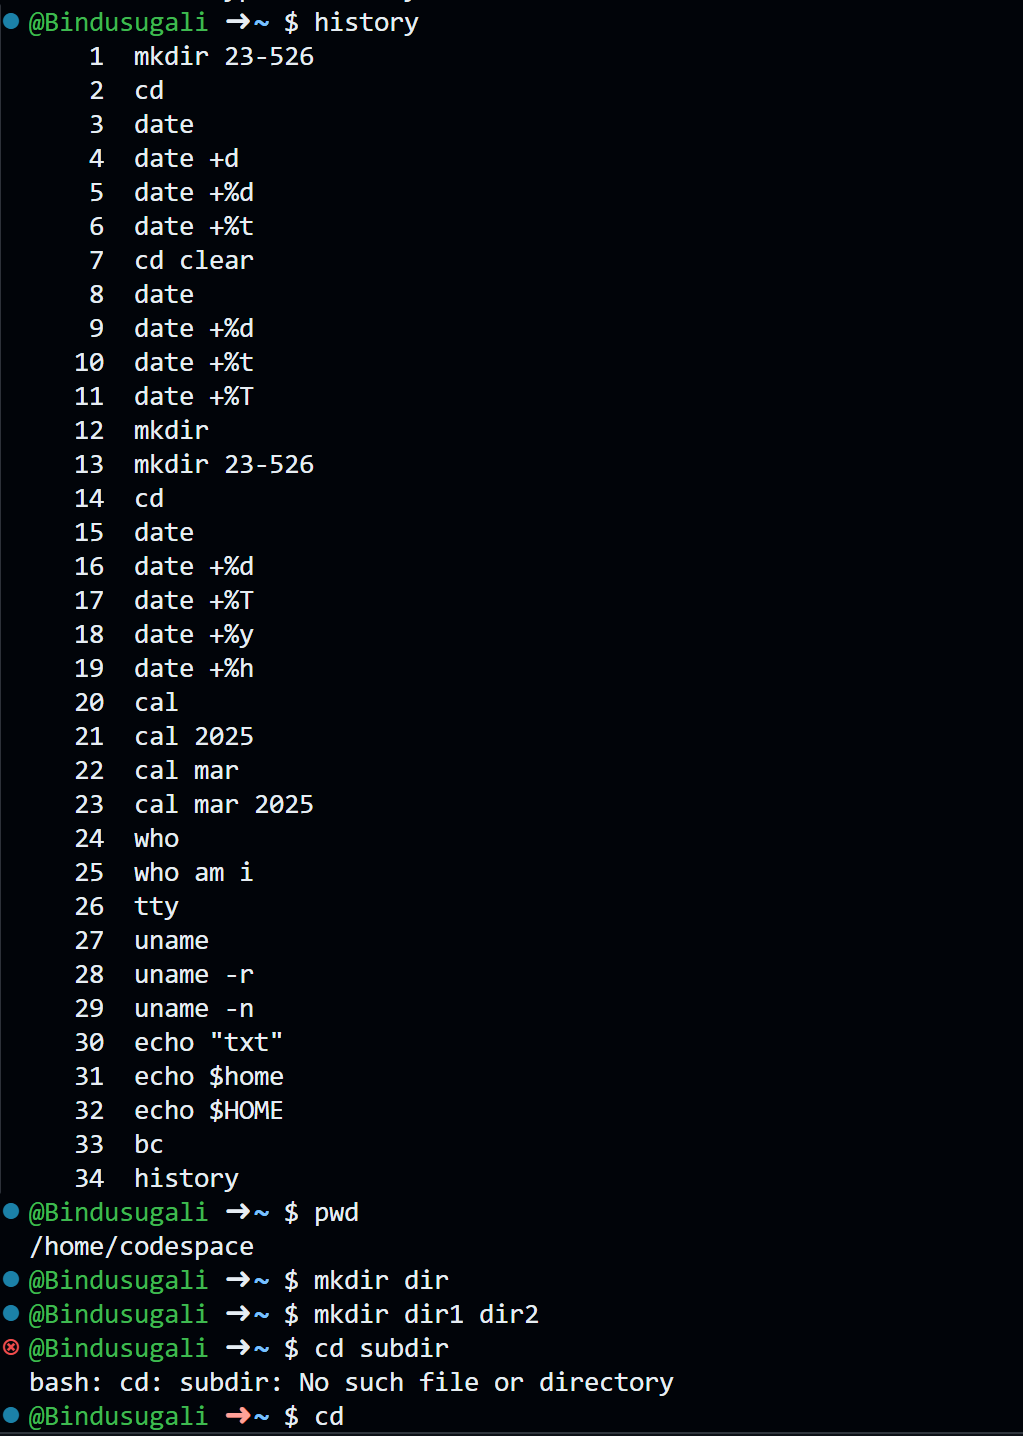 @Bindusugali ➜ ~ $ history
1 mkdir 23-526
2 cd
3 date
4 date +d
5 date +%d
6 date +%t
7 cd clear
8 date
9 date +%d
10 date +%t
11 date +%T
12 mkdir
13 mkdir 23-526
14 cd
15 date
16 date +%d
17 date +%T
18 date +%y
19 date +%h
20 cal
21 cal 2025
22 cal mar
23 cal mar 2025
24 who
25 who am i
26 tty
27 uname
28 uname -r
29 uname -n
30 echo "txt"
31 echo $home
32 echo $HOME
33 bc
34 history
@Bindusugali ➜ ~ $ pwd
/home/codespace
@Bindusugali ➜ ~ $ mkdir dir
@Bindusugali ➜ ~ $ mkdir dir1 dir2
@Bindusugali ➜ ~ $ cd subdir
bash: cd: subdir: No such file or directory
@Bindusugali ➜ ~ $ cd